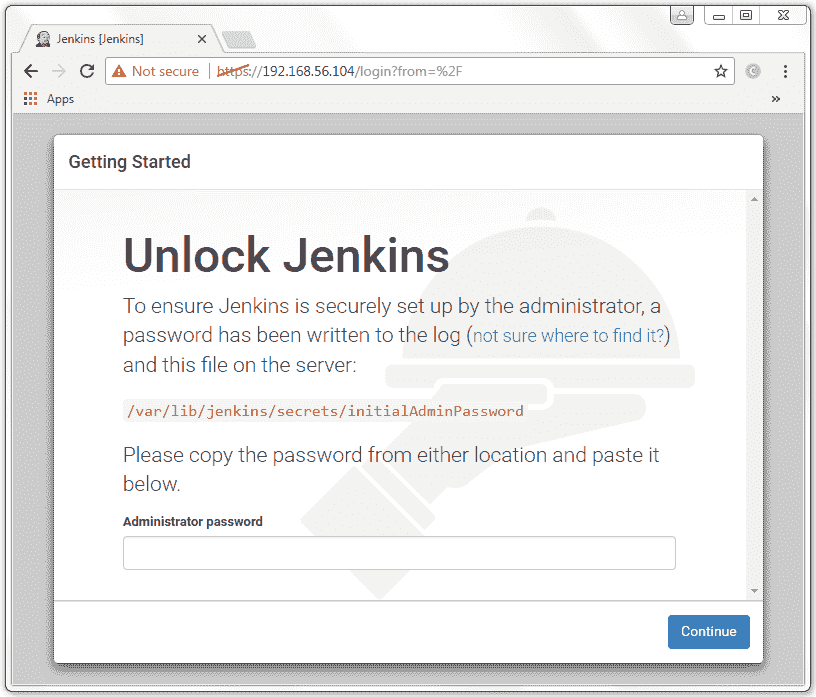 Jenkins [Jenkins]
Not secure https://192.168.56.104/login?from=%2F
Apps
Getting Started
Unlock Jenkins
To ensure Jenkins is securely set up by the administrator, a
password has been written to the log (not sure where to find it?)
and this file on the server:
/var/lib/jenkins/secrets/initialAdminPassword
Please copy the password from either location and paste it
below.
Administrator password
Continue